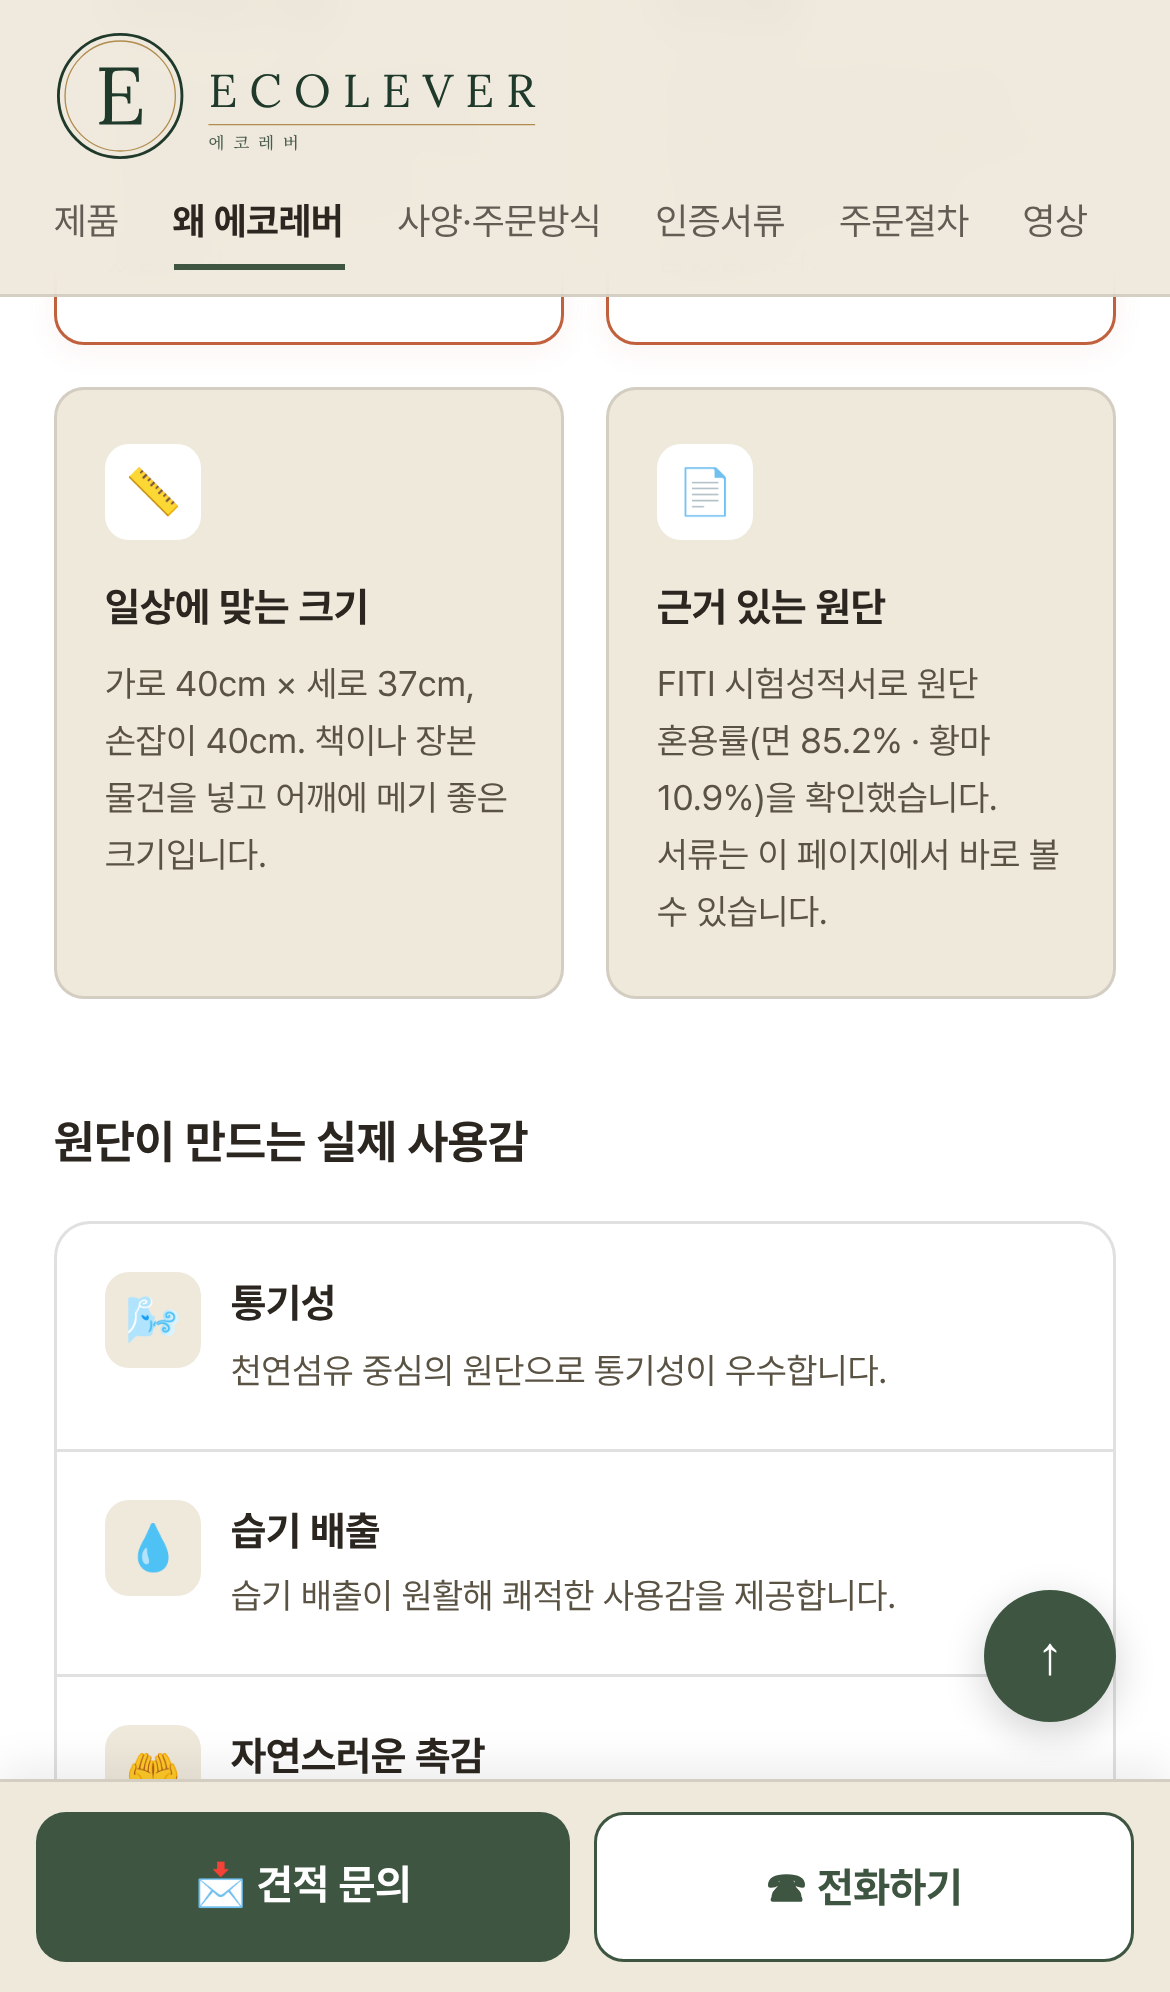 E
ECOLEVER
에코레버
제품 왜 에코레버 사양·주문방식 인증서류 주문절차 영상
일상에 맞는 크기
가로 40cm × 세로 37cm,
손잡이 40cm. 책이나 장본
물건을 넣고 어깨에 메기 좋은
크기입니다.
근거 있는 원단
FITI 시험성적서로 원단
혼용률(면 85.2% · 황마
10.9%)을 확인했습니다.
서류는 이 페이지에서 바로 볼
수 있습니다.
원단이 만드는 실제 사용감
통기성
천연섬유 중심의 원단으로 통기성이 우수합니다.
습기 배출
습기 배출이 원활해 쾌적한 사용감을 제공합니다.
↑
자연스러운 촉감
📩 견적 문의
☎ 전화하기